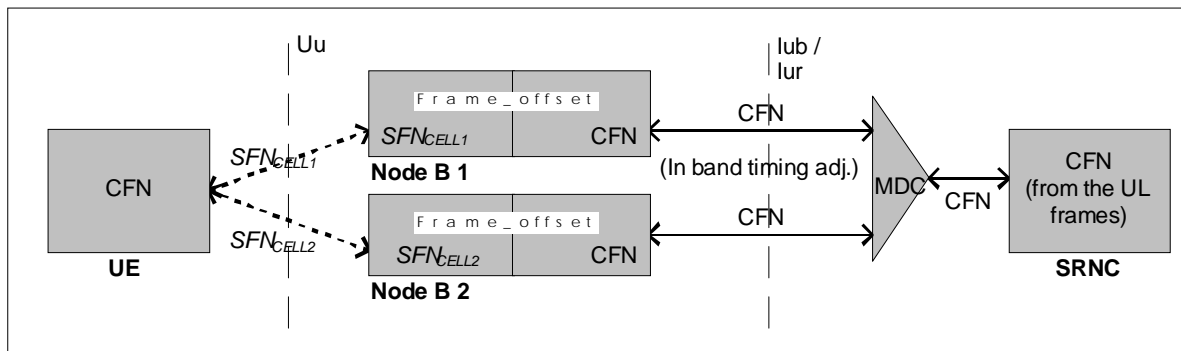 Uu
Iub /
Iur
Frame_offset
SFNCELL1
CFN
Node B 1
CFN
UE
SFNCELL1
SFNCELL2
Frame_offset
SFNCELL2
CFN
Node B 2
CFN
(In band timing adj.)
CFN
MDC
CFN
CFN
(from the UL
frames)
SRNC